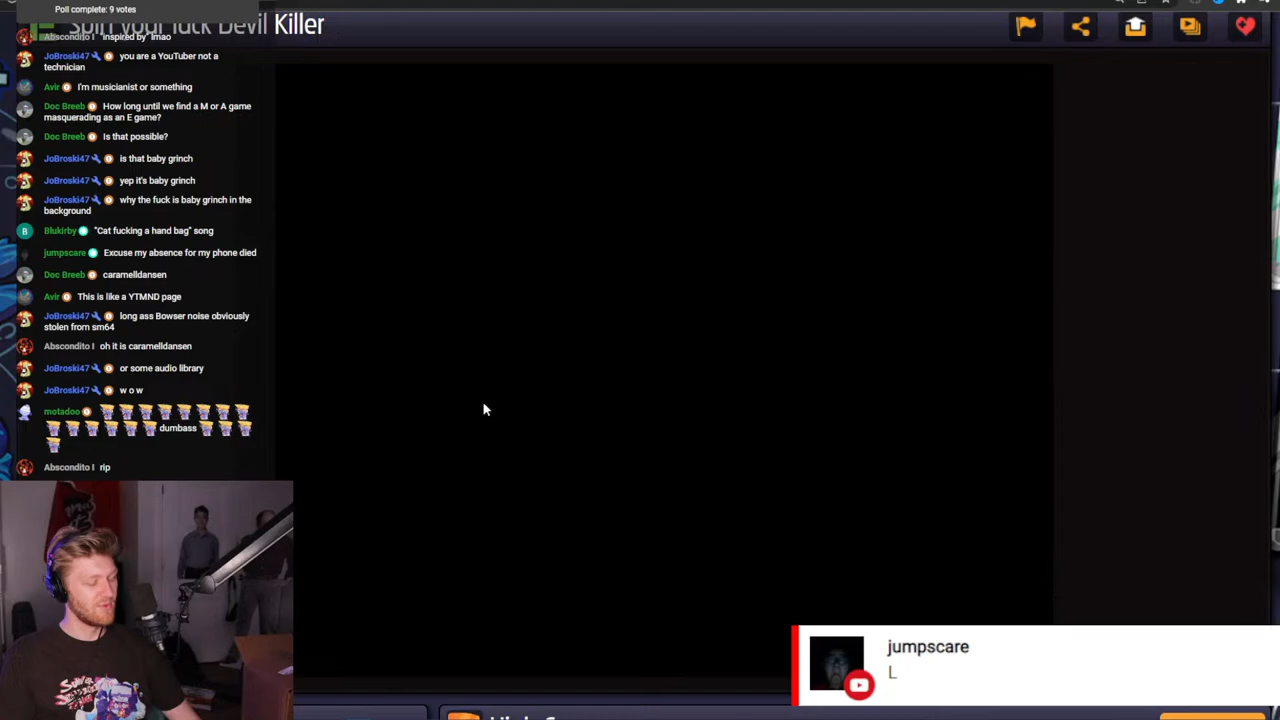 Poll complete: 9 votes
Spin your luck Devil Killer
Abscondito I "inspired by" lmao
JoBroski47 you are a YouTuber not a
technician
Avir I'm musicianist or something
Doc Breeb How long until we find a M or A game
masquerading as an E game?
Doc Breeb Is that possible?
JoBroski47 is that baby grinch
JoBroski47 yep it's baby grinch
JoBroski47 why the fuck is baby grinch in the
background
B Blukirby "Cat fucking a hand bag" song
jumpscare Excuse my absence for my phone died
Doc Breeb caramelldansen
Avir This is like a YTMND page
JoBroski47 long ass Bowser noise obviously
stolen from sm64
Abscondito I oh it is caramelldansen
JoBroski47 or some audio library
JoBroski47 w o w
motadoo
dumbass
Abscondito I rip
jumpscare
L